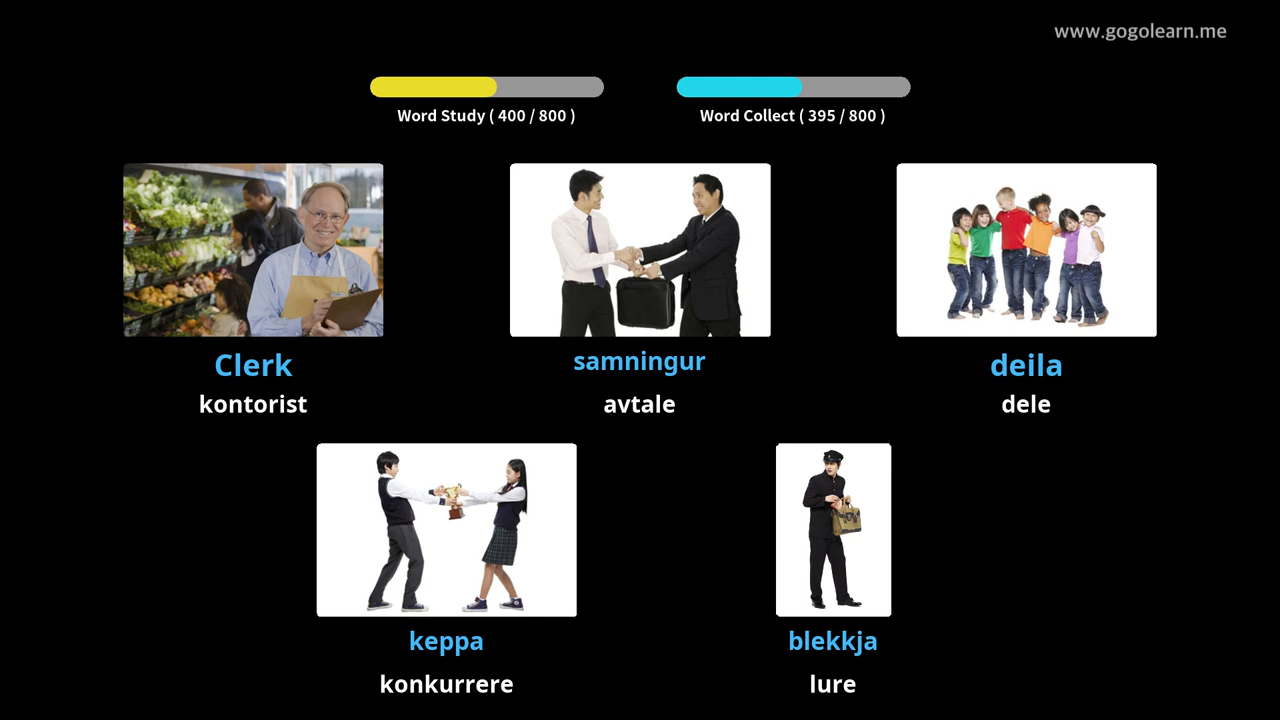 www.gogolearn.me
Word Study ( 400 / 800 )
Word Collect ( 395 / 800 )
Clerk
kontorist
samningur
avtale
deila
dele
keppa
konkurrere
blekkja
lure